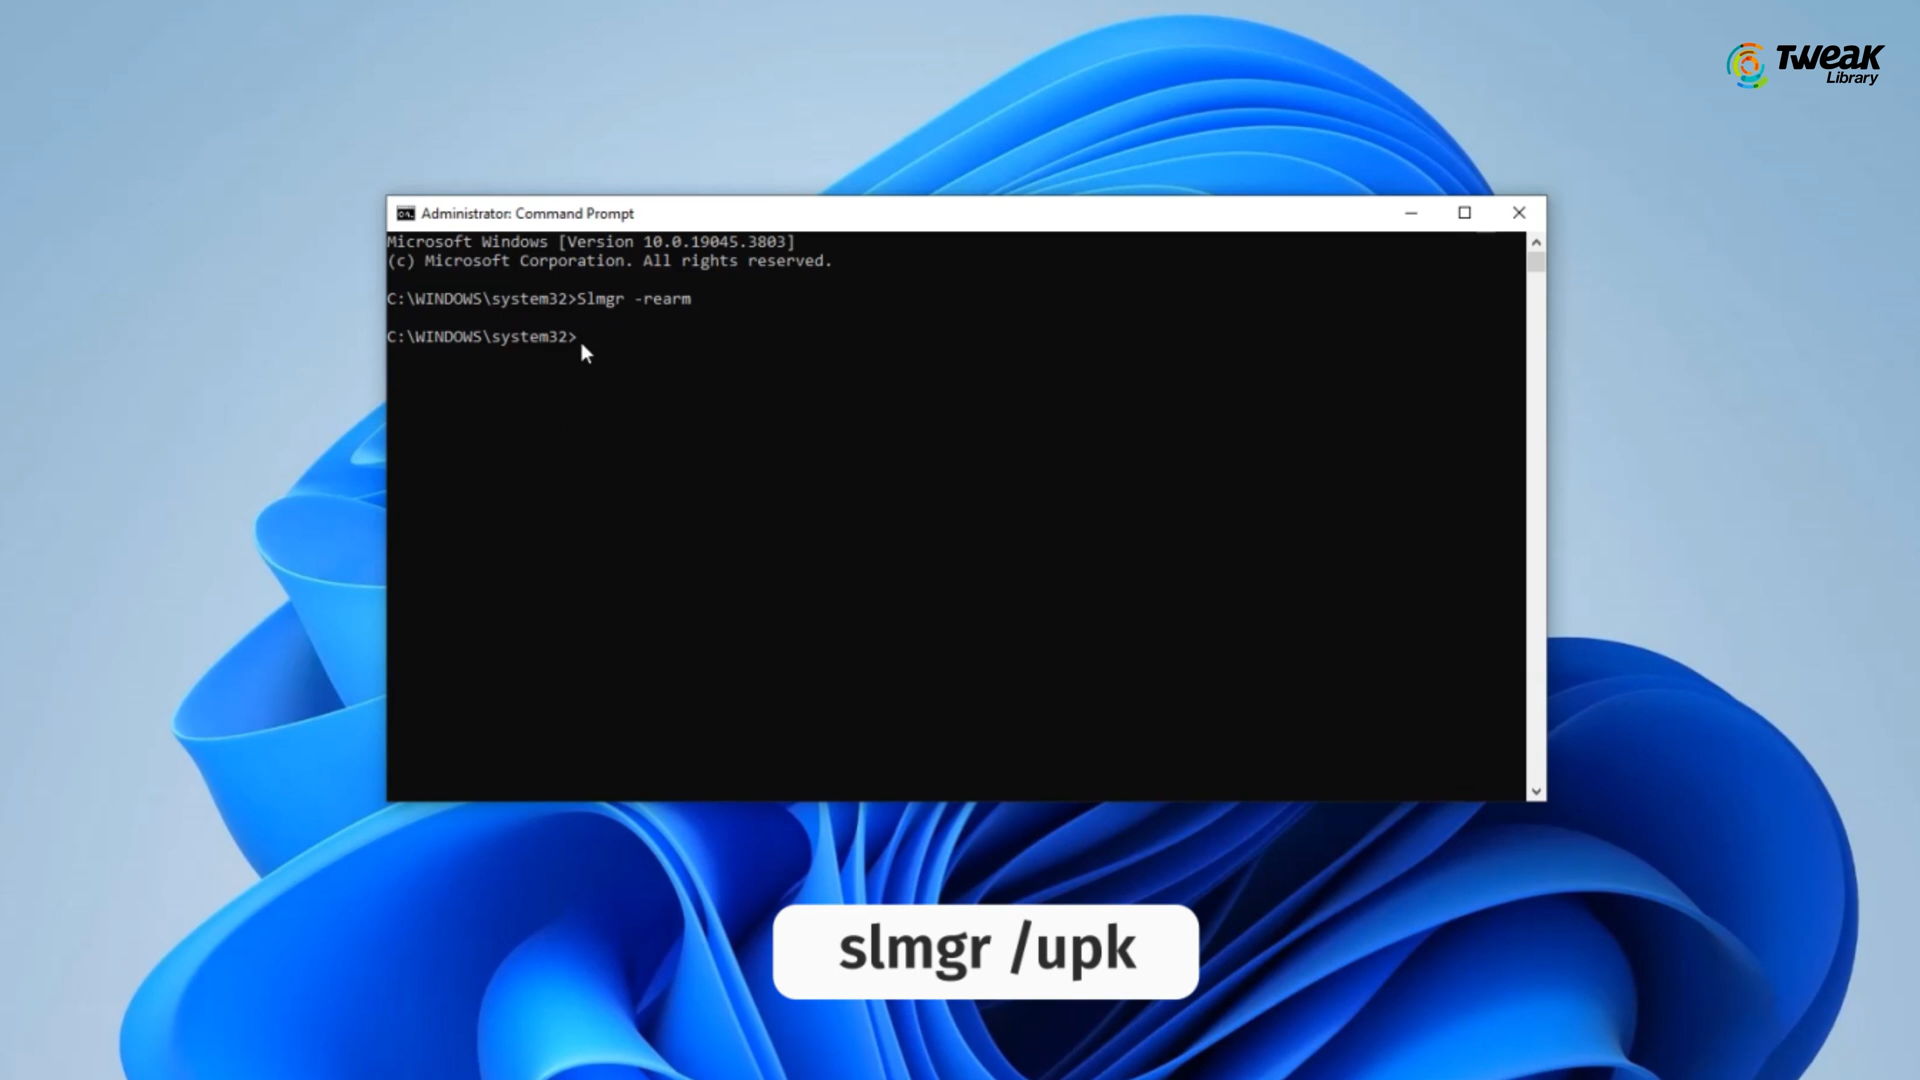 Tweak
Library
Administrator: Command Prompt
Microsoft Windows [Version 10.0.19045.3803]
(c) Microsoft Corporation. All rights reserved.
C:\WINDOWS\system32>Slmgr -rearm
C:\WINDOWS\system32>
slmgr /upk